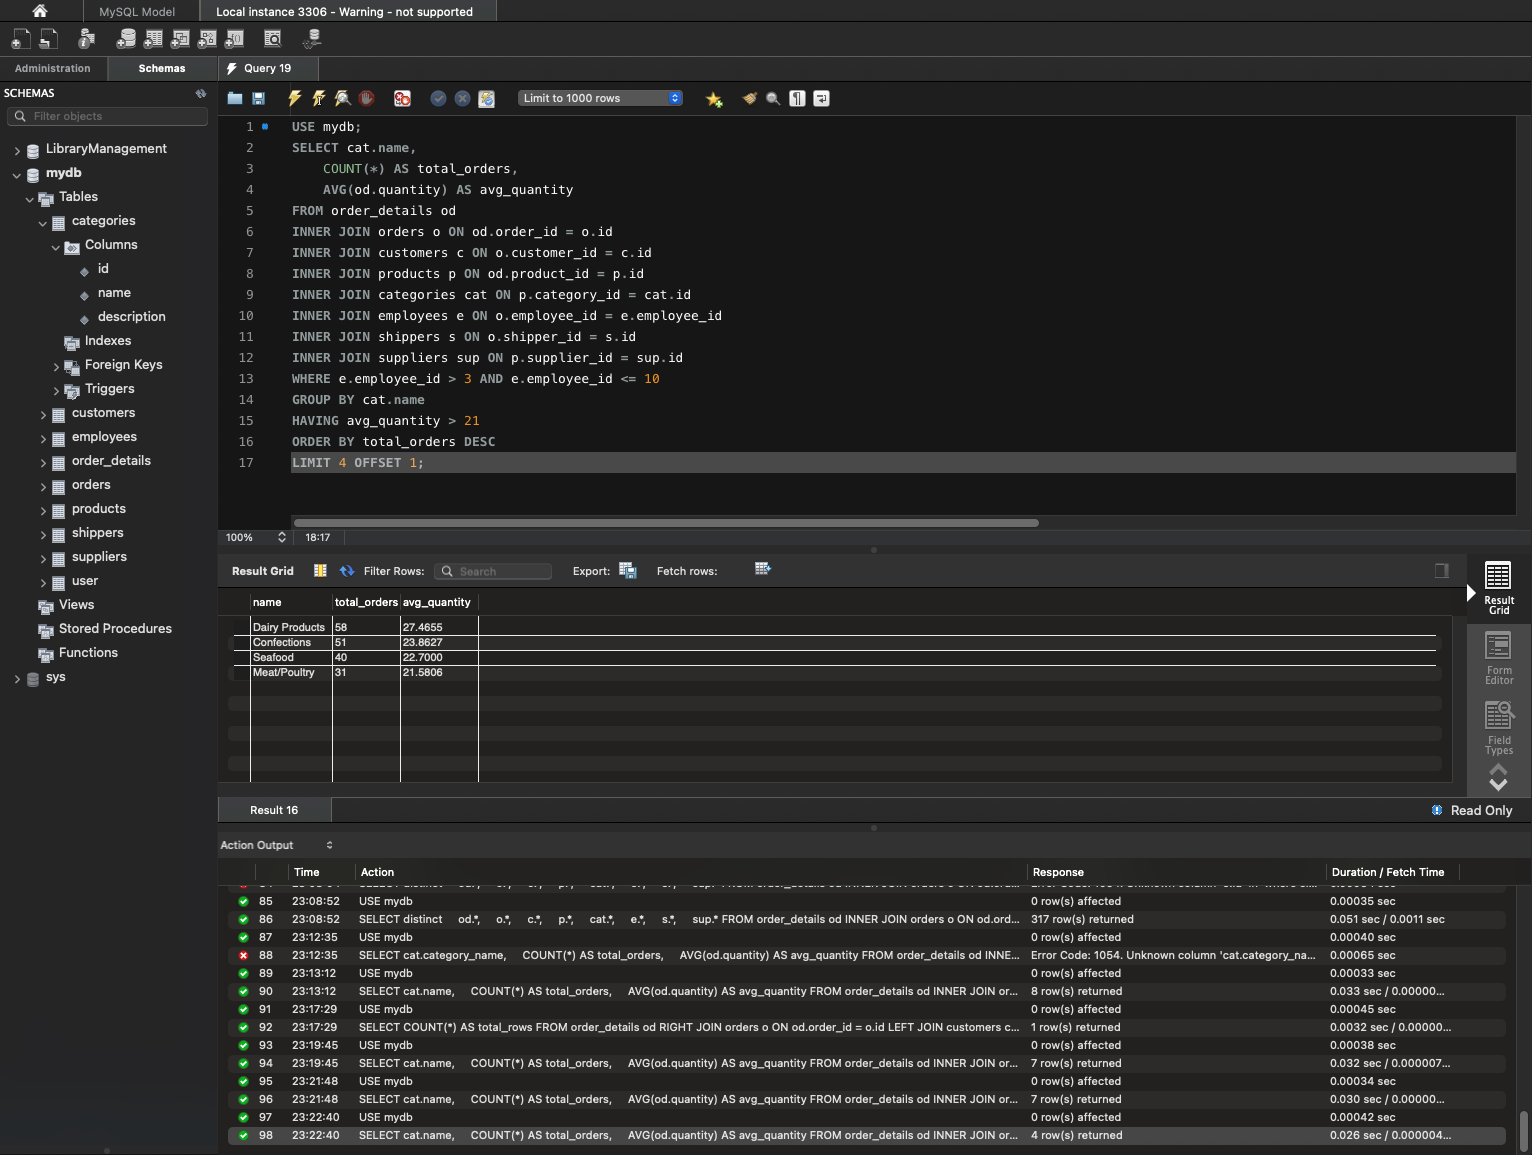 MySQL Model
Local instance 3306 - Warning - not supported
Administration
Schemas
Query 19
SCHEMAS
Filter objects
LibraryManagement
mydb
Tables
categories
Columns
id
name
description
Indexes
Foreign Keys
Triggers
customers
employees
order_details
orders
products
shippers
suppliers
user
Views
Stored Procedures
Functions
sys
Limit to 1000 rows
1 USE mydb;
2 SELECT cat.name,
3 COUNT(*) AS total_orders,
4 AVG(od.quantity) AS avg_quantity
5 FROM order_details od
6 INNER JOIN orders o ON od.order_id = o.id
7 INNER JOIN customers c ON o.customer_id = c.id
8 INNER JOIN products p ON od.product_id = p.id
9 INNER JOIN categories cat ON p.category_id = cat.id
10 INNER JOIN employees e ON o.employee_id = e.employee_id
11 INNER JOIN shippers s ON o.shipper_id = s.id
12 INNER JOIN suppliers sup ON p.supplier_id = sup.id
13 WHERE e.employee_id > 3 AND e.employee_id <= 10
14 GROUP BY cat.name
15 HAVING avg_quantity > 21
16 ORDER BY total_orders DESC
17 LIMIT 4 OFFSET 1;
100% 18:17
Result Grid Filter Rows: Search Export: Fetch rows:
name total_orders avg_quantity
Dairy Products 58 27.4655
Confections 51 23.8627
Seafood 40 22.7000
Meat/Poultry 31 21.5806
Result
Grid
Form
Editor
Field
Types
Result 16
Read Only
Action Output
Time Action Response Duration / Fetch Time
85 23:08:52 USE mydb 0 row(s) affected 0.00035 sec
86 23:08:52 SELECT distinct od.*, o.*, c.*, p.*, cat.*, e.*, s.*, sup.* FROM order_details od INNER JOIN orders o ON od.ord... 317 row(s) returned 0.051 sec / 0.0011 sec
87 23:12:35 USE mydb 0 row(s) affected 0.00040 sec
88 23:12:35 SELECT cat.category_name, COUNT(*) AS total_orders, AVG(od.quantity) AS avg_quantity FROM order_details od INNE... Error Code: 1054. Unknown column 'cat.category_na... 0.00065 sec
89 23:13:12 USE mydb 0 row(s) affected 0.00033 sec
90 23:13:12 SELECT cat.name, COUNT(*) AS total_orders, AVG(od.quantity) AS avg_quantity FROM order_details od INNER JOIN or... 8 row(s) returned 0.033 sec / 0.00000...
91 23:17:29 USE mydb 0 row(s) affected 0.00045 sec
92 23:17:29 SELECT COUNT(*) AS total_rows FROM order_details od RIGHT JOIN orders o ON od.order_id = o.id LEFT JOIN customers c... 1 row(s) returned 0.0032 sec / 0.00000...
93 23:19:45 USE mydb 0 row(s) affected 0.00038 sec
94 23:19:45 SELECT cat.name, COUNT(*) AS total_orders, AVG(od.quantity) AS avg_quantity FROM order_details od INNER JOIN or... 7 row(s) returned 0.032 sec / 0.000007...
95 23:21:48 USE mydb 0 row(s) affected 0.00034 sec
96 23:21:48 SELECT cat.name, COUNT(*) AS total_orders, AVG(od.quantity) AS avg_quantity FROM order_details od INNER JOIN or... 7 row(s) returned 0.030 sec / 0.00000...
97 23:22:40 USE mydb 0 row(s) affected 0.00042 sec
98 23:22:40 SELECT cat.name, COUNT(*) AS total_orders, AVG(od.quantity) AS avg_quantity FROM order_details od INNER JOIN or... 4 row(s) returned 0.026 sec / 0.000004...